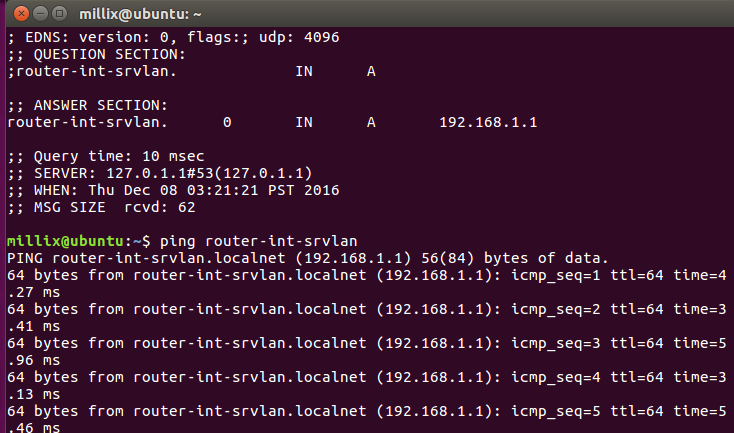 millix@ubuntu: ~
; EDNS: version: 0, flags:; udp: 4096
;; QUESTION SECTION:
;router-int-srvlan. IN A
;; ANSWER SECTION:
router-int-srvlan. 0 IN A 192.168.1.1
;; Query time: 10 msec
;; SERVER: 127.0.1.1#53(127.0.1.1)
;; WHEN: Thu Dec 08 03:21:21 PST 2016
;; MSG SIZE rcvd: 62
millix@ubuntu:~$ ping router-int-srvlan
PING router-int-srvlan.localnet (192.168.1.1) 56(84) bytes of data.
64 bytes from router-int-srvlan.localnet (192.168.1.1): icmp_seq=1 ttl=64 time=4
.27 ms
64 bytes from router-int-srvlan.localnet (192.168.1.1): icmp_seq=2 ttl=64 time=3
.41 ms
64 bytes from router-int-srvlan.localnet (192.168.1.1): icmp_seq=3 ttl=64 time=5
.96 ms
64 bytes from router-int-srvlan.localnet (192.168.1.1): icmp_seq=4 ttl=64 time=3
.13 ms
64 bytes from router-int-srvlan.localnet (192.168.1.1): icmp_seq=5 ttl=64 time=5
.46 ms